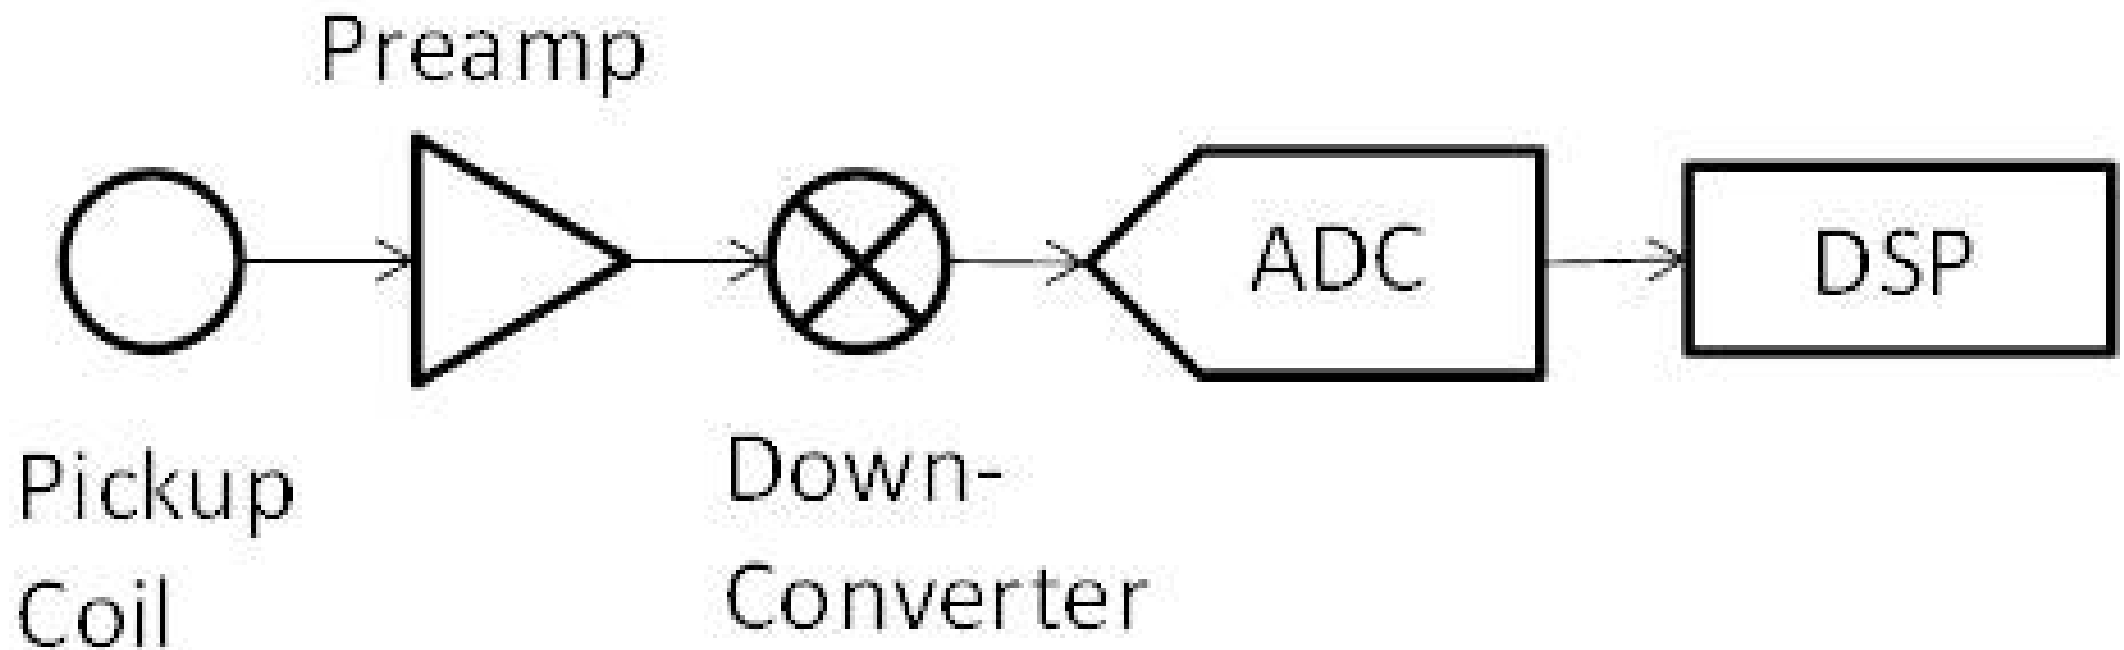 Preamp
ADC
DSP
Pickup
Coil
Down-
Converter